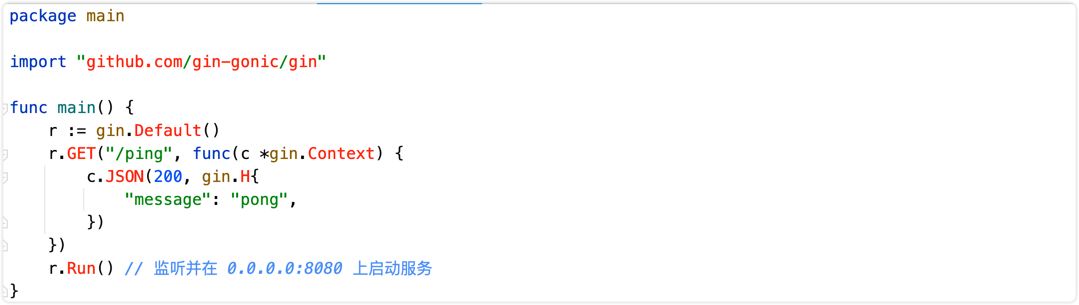 package main
import "github.com/gin-gonic/gin"
func main() {
    r := gin.Default()
    r.GET("/ping", func(c *gin.Context) {
        c.JSON(200, gin.H{
            "message": "pong",
        })
    })
    r.Run() // 监听并在 0.0.0.0:8080 上启动服务
}